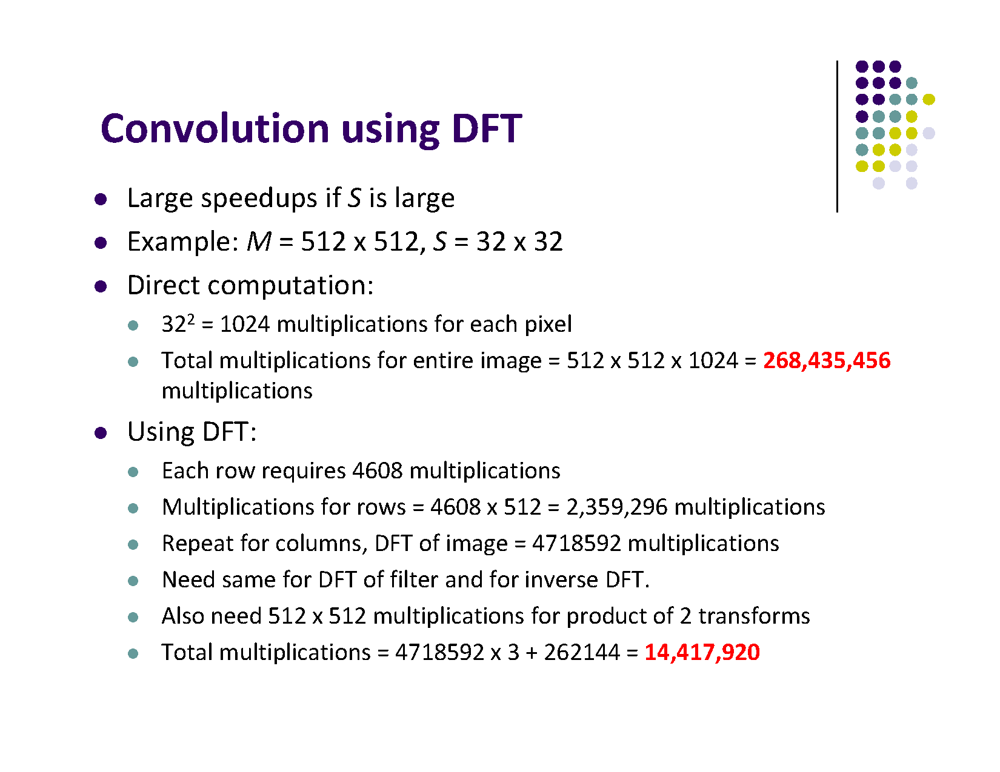 Convolution using DFT
Large speedups if S is large
Example: M = 512 x 512, S = 32 x 32
Direct computation:
32² = 1024 multiplications for each pixel
Total multiplications for entire image = 512 x 512 x 1024 = 268,435,456
multiplications
Using DFT:
Each row requires 4608 multiplications
Multiplications for rows = 4608 x 512 = 2,359,296 multiplications
Repeat for columns, DFT of image = 4718592 multiplications
Need same for DFT of filter and for inverse DFT.
Also need 512 x 512 multiplications for product of 2 transforms
Total multiplications = 4718592 x 3 + 262144 = 14,417,920